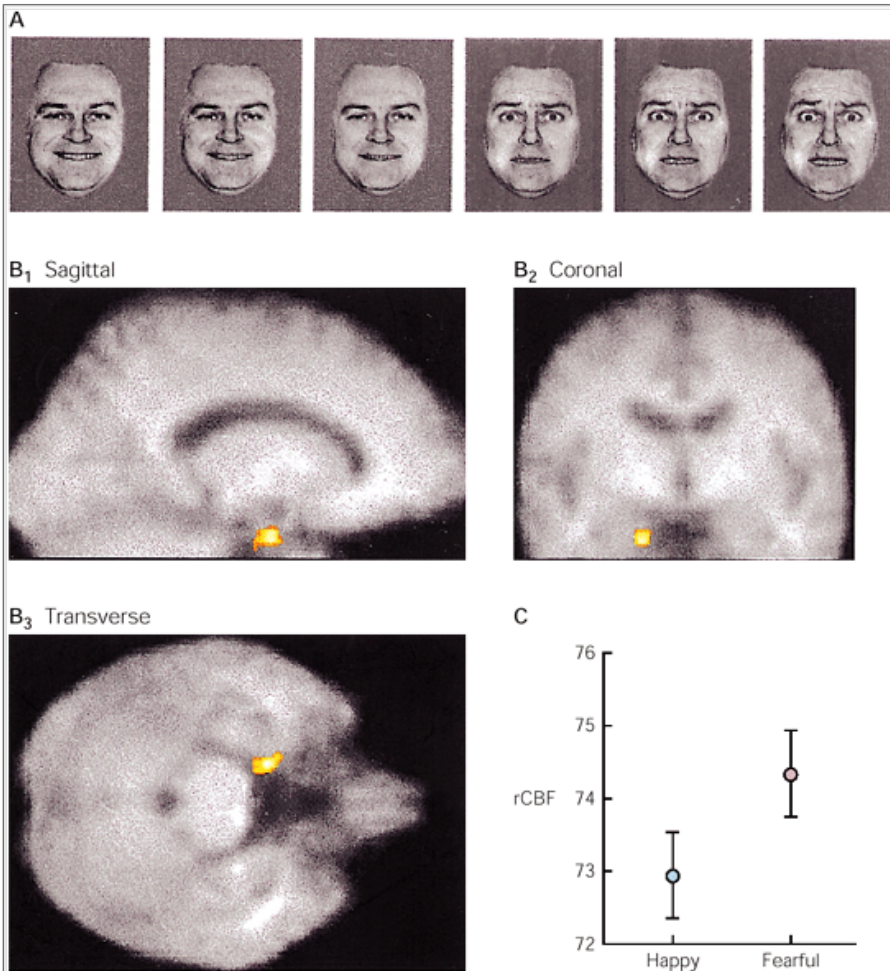 A
B₁ Sagittal
B₂ Coronal
B₃ Transverse
C
76
75
rCBF 74
73
72
Happy Fearful